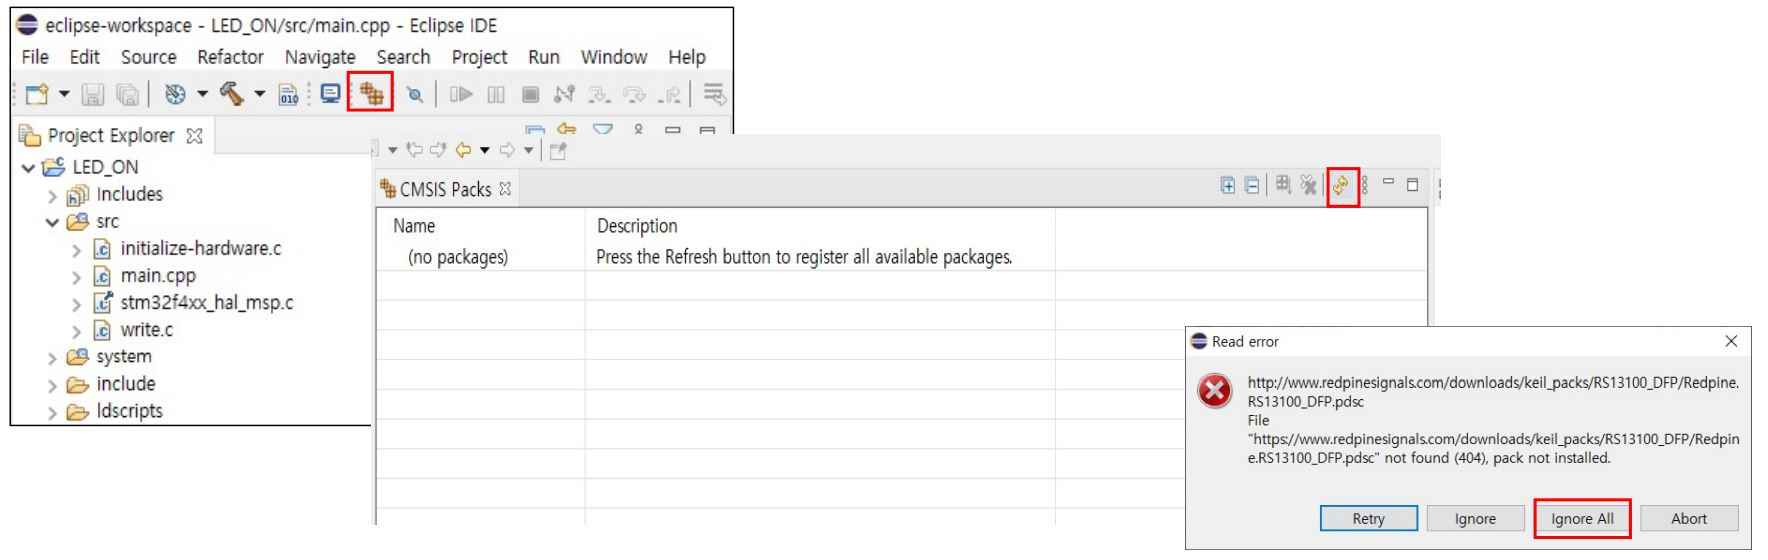 eclipse-workspace - LED_ON/src/main.cpp - Eclipse IDE
File Edit Source Refactor Navigate Search Project Run Window Help
010
Project Explorer
LED_ON
Includes
src
initialize-hardware.c
main.cpp
stm32f4xx_hal_msp.c
write.c
system
include
ldscripts
CMSIS Packs
Name Description
(no packages) Press the Refresh button to register all available packages.
Read error
http://www.redpinesignals.com/downloads/keil_packs/RS13100_DFP/Redpine.
RS13100_DFP.pdsc
File
"https://www.redpinesignals.com/downloads/keil_packs/RS13100_DFP/Redpin
e.RS13100_DFP.pdsc" not found (404), pack not installed.
Retry Ignore Ignore All Abort